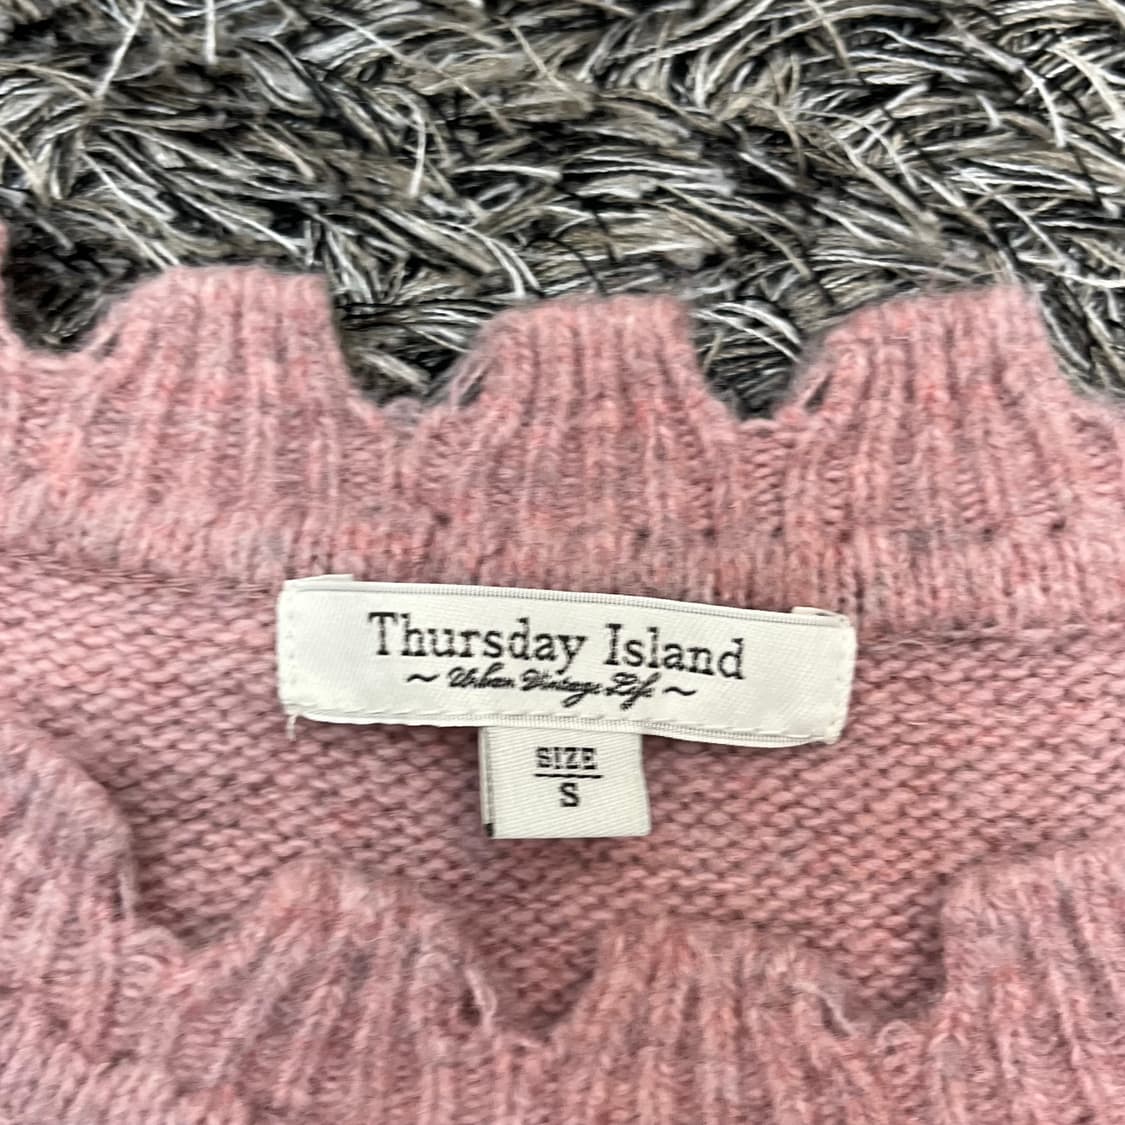 Thursday Island
~ Urban Vintage Life ~
SIZE
S